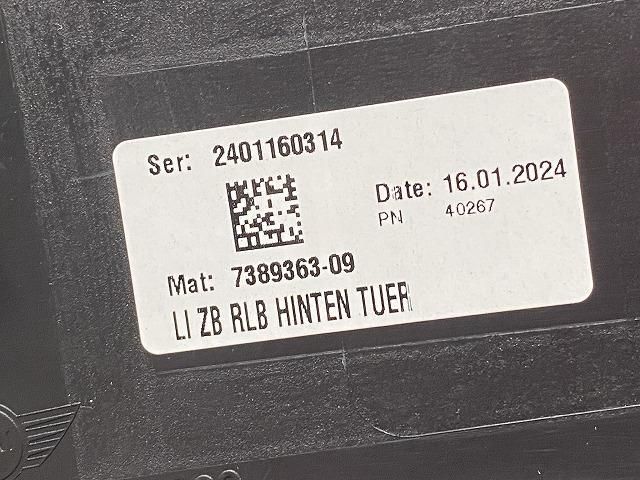 Ser: 2401160314
Date: 16.01.2024
PN 40267
Mat: 7389363-09
LI ZB RLB HINTEN TUER